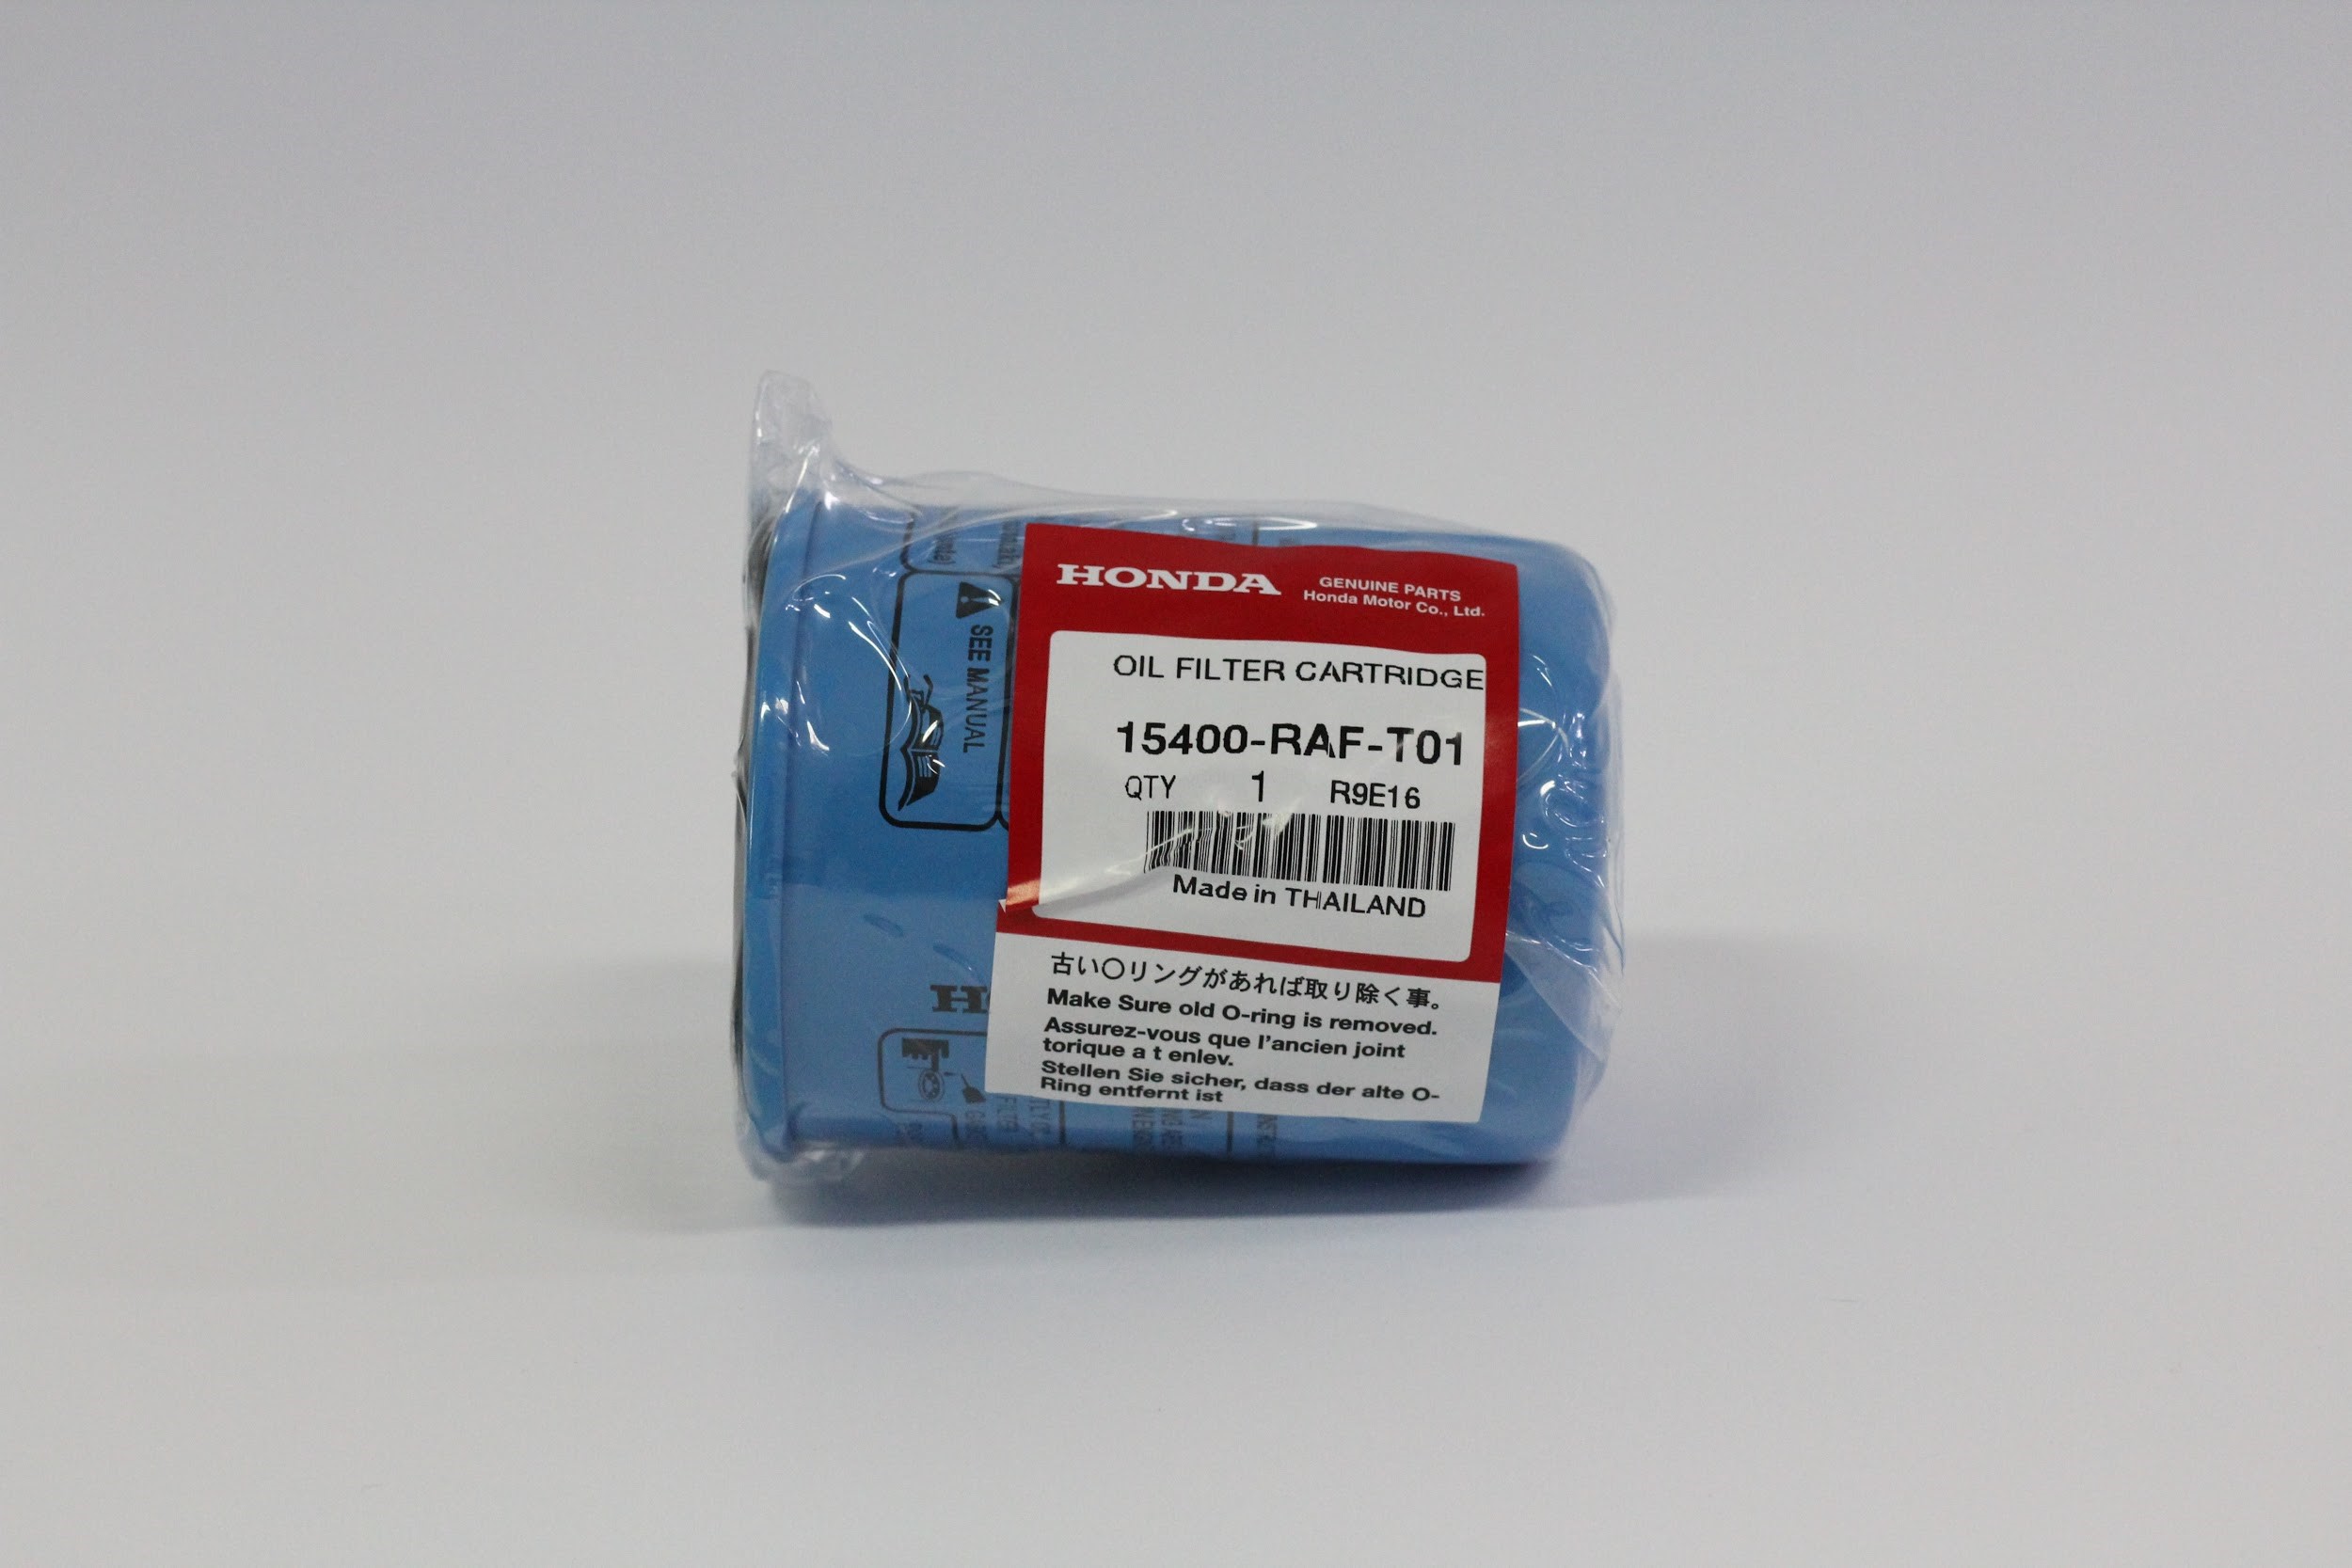 HONDA
GENUINE PARTS
Honda Motor Co., Ltd.
OIL FILTER CARTRIDGE
15400-RAF-T01
QTY 1 R9E16
Made in THAILAND
古い〇リングがあれば取り除く事。
Make Sure old O-ring is removed.
Assurez-vous que l'ancien joint
torique a t enlev.
Stellen Sie sicher, dass der alte O-
Ring entfernt ist
SEE MANUAL